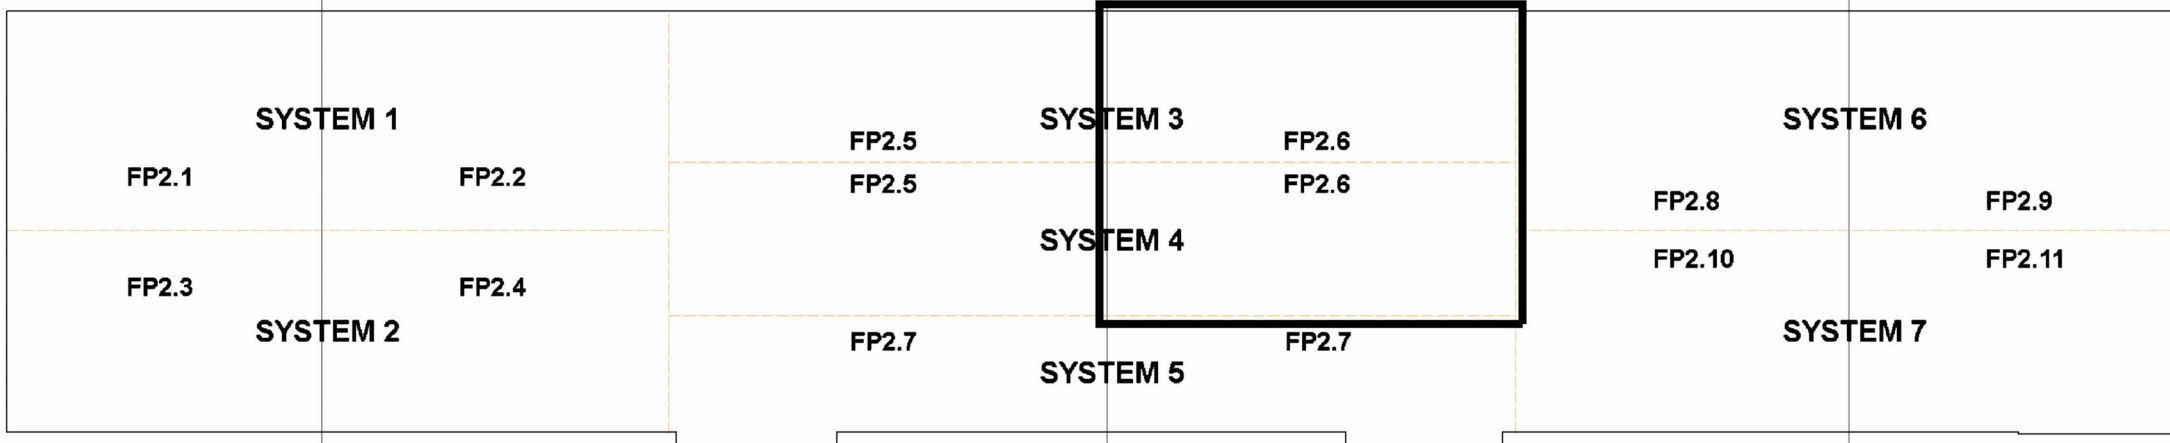 SYSTEM 1
FP2.1
FP2.2
FP2.3
FP2.4
SYSTEM 2
SYSTEM 3
FP2.5
FP2.6
FP2.5
FP2.6
SYSTEM 4
FP2.7
FP2.7
SYSTEM 5
SYSTEM 6
FP2.8
FP2.9
FP2.10
FP2.11
SYSTEM 7